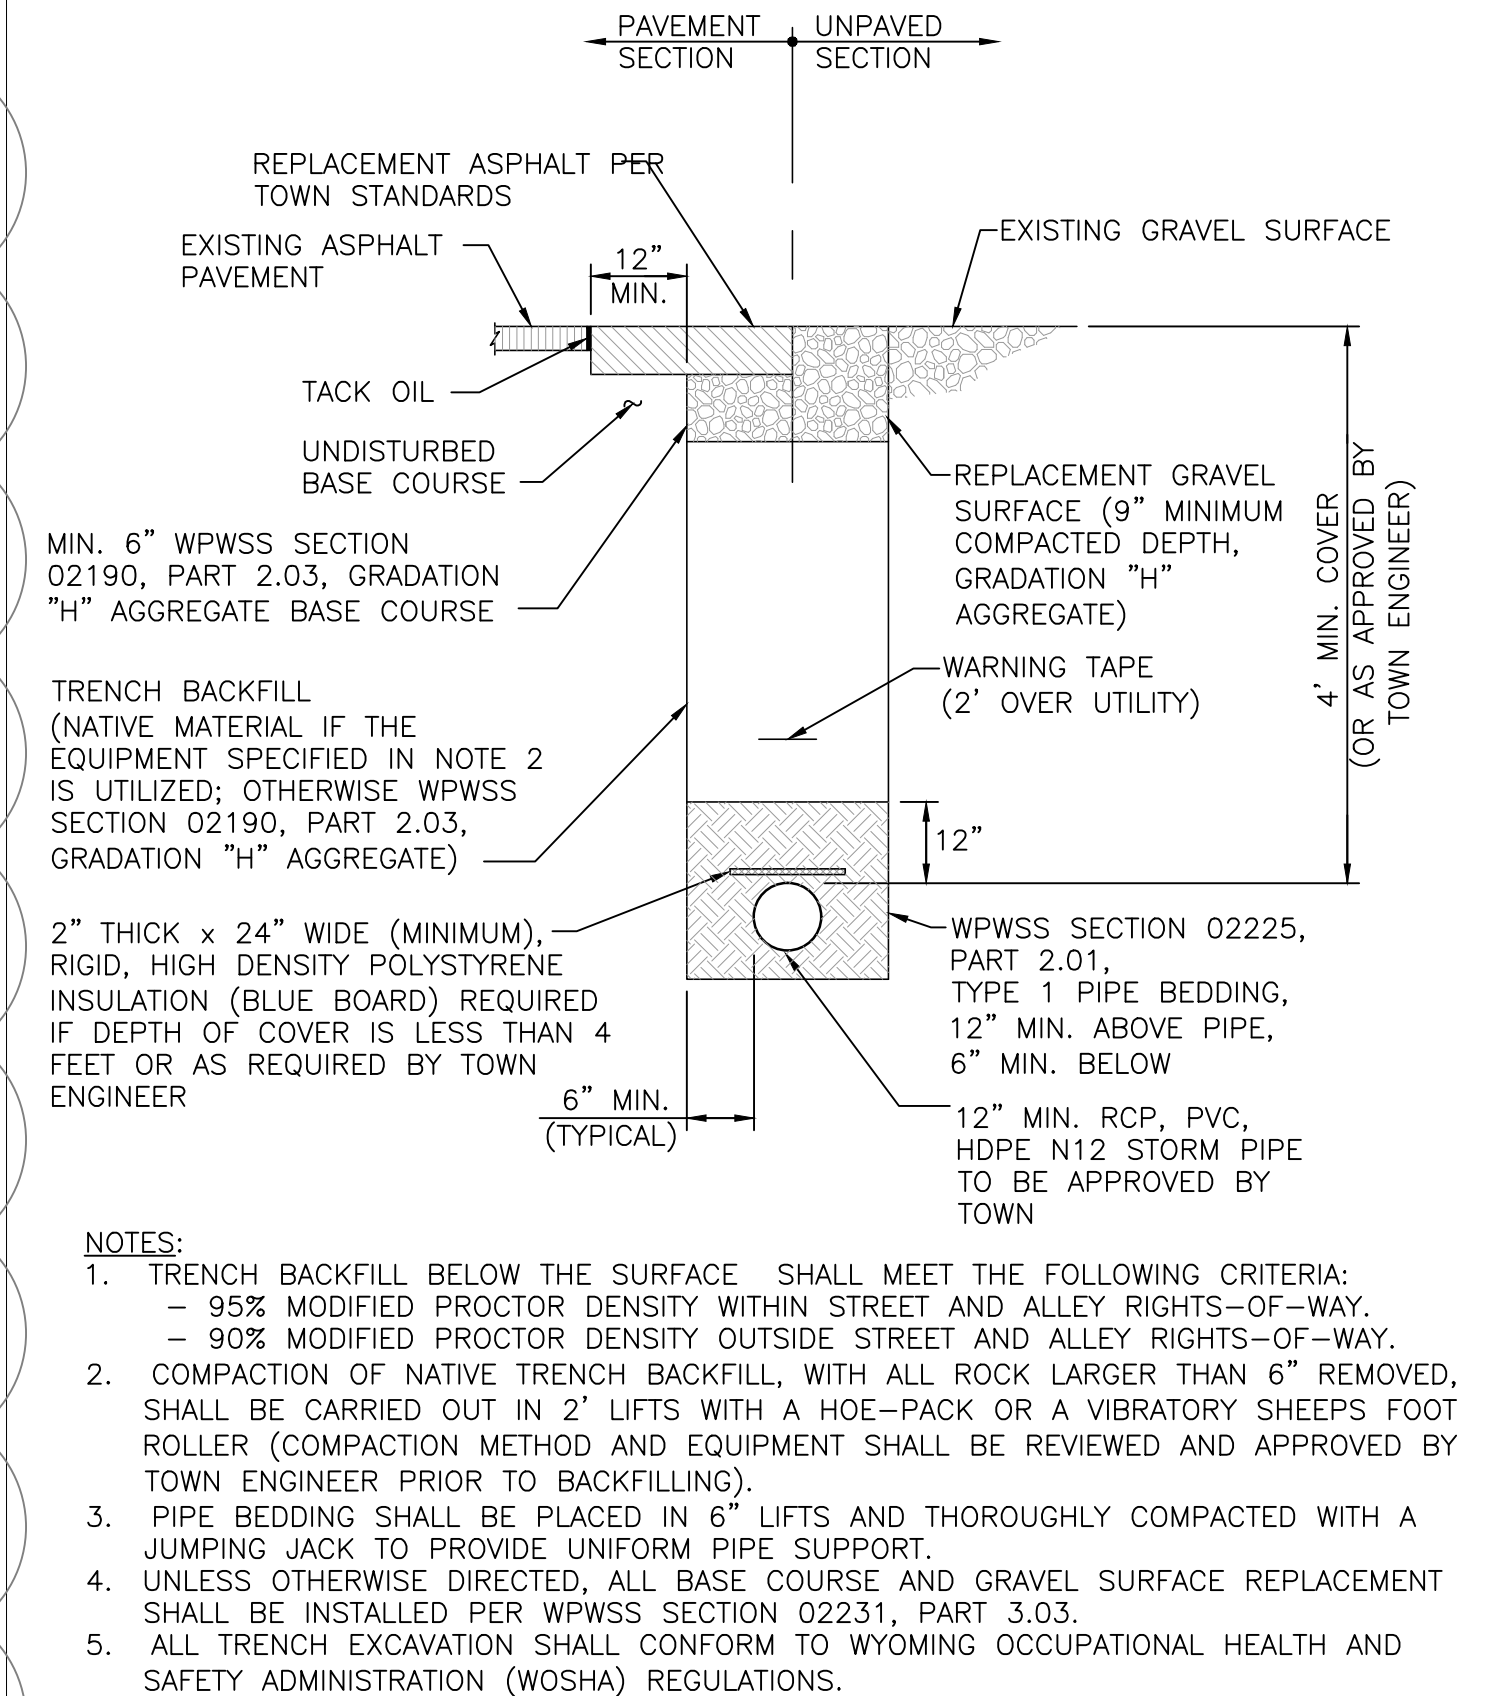 PAVEMENT
SECTION
UNPAVED
SECTION
REPLACEMENT ASPHALT PER
TOWN STANDARDS
EXISTING ASPHALT
PAVEMENT
12”
MIN.
EXISTING GRAVEL SURFACE
TACK OIL
UNDISTURBED
BASE COURSE
MIN. 6” WPWSS SECTION
02190, PART 2.03, GRADATION
”H” AGGREGATE BASE COURSE
REPLACEMENT GRAVEL
SURFACE (9” MINIMUM
COMPACTED DEPTH,
GRADATION ”H”
AGGREGATE)
4’ MIN. COVER
(OR AS APPROVED BY
TOWN ENGINEER)
WARNING TAPE
(2’ OVER UTILITY)
TRENCH BACKFILL
(NATIVE MATERIAL IF THE
EQUIPMENT SPECIFIED IN NOTE 2
IS UTILIZED; OTHERWISE WPWSS
SECTION 02190, PART 2.03,
GRADATION ”H” AGGREGATE)
12”
2” THICK x 24” WIDE (MINIMUM),
RIGID, HIGH DENSITY POLYSTYRENE
INSULATION (BLUE BOARD) REQUIRED
IF DEPTH OF COVER IS LESS THAN 4
FEET OR AS REQUIRED BY TOWN
ENGINEER
WPWSS SECTION 02225,
PART 2.01,
TYPE 1 PIPE BEDDING,
12” MIN. ABOVE PIPE,
6” MIN. BELOW
6” MIN.
(TYPICAL)
12” MIN. RCP, PVC,
HDPE N12 STORM PIPE
TO BE APPROVED BY
TOWN
NOTES:
1. TRENCH BACKFILL BELOW THE SURFACE SHALL MEET THE FOLLOWING CRITERIA:
– 95% MODIFIED PROCTOR DENSITY WITHIN STREET AND ALLEY RIGHTS–OF–WAY.
– 90% MODIFIED PROCTOR DENSITY OUTSIDE STREET AND ALLEY RIGHTS–OF–WAY.
2. COMPACTION OF NATIVE TRENCH BACKFILL, WITH ALL ROCK LARGER THAN 6” REMOVED,
SHALL BE CARRIED OUT IN 2’ LIFTS WITH A HOE–PACK OR A VIBRATORY SHEEPS FOOT
ROLLER (COMPACTION METHOD AND EQUIPMENT SHALL BE REVIEWED AND APPROVED BY
TOWN ENGINEER PRIOR TO BACKFILLING).
3. PIPE BEDDING SHALL BE PLACED IN 6” LIFTS AND THOROUGHLY COMPACTED WITH A
JUMPING JACK TO PROVIDE UNIFORM PIPE SUPPORT.
4. UNLESS OTHERWISE DIRECTED, ALL BASE COURSE AND GRAVEL SURFACE REPLACEMENT
SHALL BE INSTALLED PER WPWSS SECTION 02231, PART 3.03.
5. ALL TRENCH EXCAVATION SHALL CONFORM TO WYOMING OCCUPATIONAL HEALTH AND
SAFETY ADMINISTRATION (WOSHA) REGULATIONS.